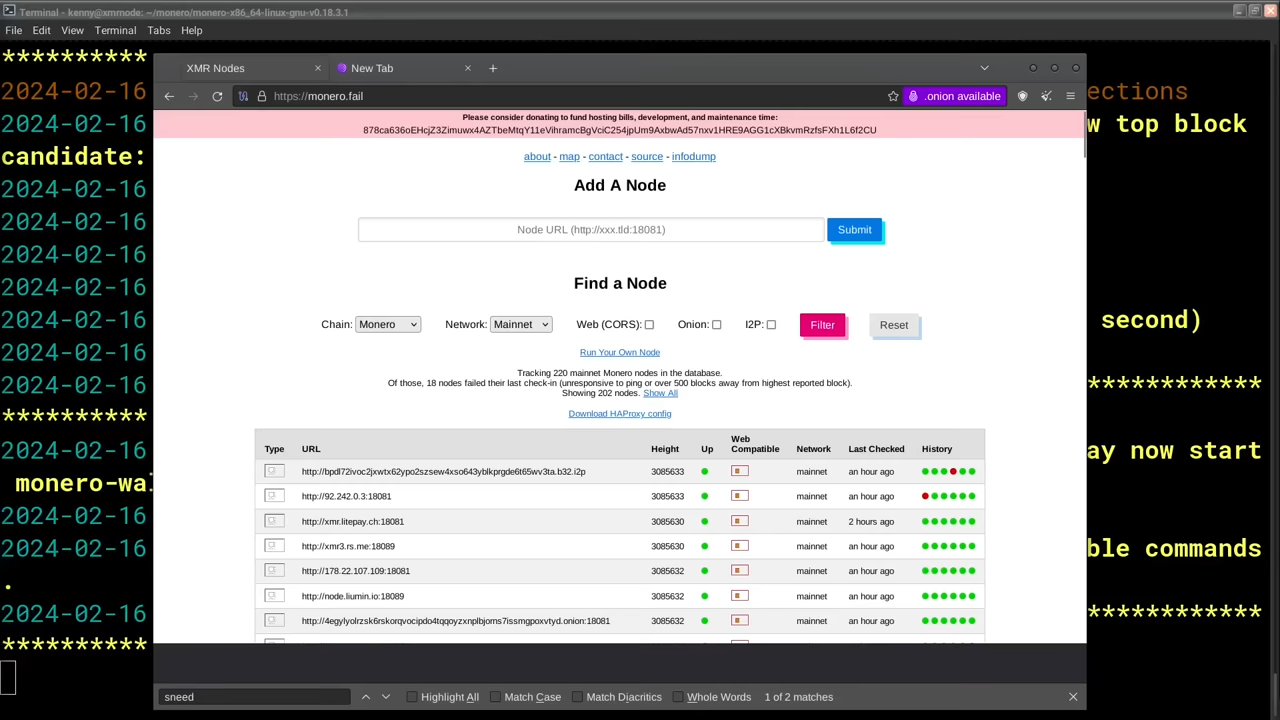 Terminal - kenny@xmrnode: ~/monero/monero-x86_64-linux-gnu-v0.18.3.1
File Edit View Terminal Tabs Help
**********
2024-02-16 ections
2024-02-16 w top block
candidate:
2024-02-16
2024-02-16
2024-02-16
2024-02-16
2024-02-16 second)
2024-02-16
2024-02-16 ************
**********
2024-02-16 ay now start
monero-wa
2024-02-16
2024-02-16 ble commands
.
2024-02-16 ************
**********
XMR Nodes
New Tab
https://monero.fail
.onion available
Please consider donating to fund hosting bills, development, and maintenance time:
878ca636oEHcjZ3Zimuwx4AZTbeMtqY11eVihramcBgVciC254jpUm9AxbwAd57nxv1HRE9AGG1cXBkvmRzfsFXh1L6f2CU
about - map - contact - source - infodump
Add A Node
Node URL (http://xxx.tld:18081) Submit
Find a Node
Chain: Monero Network: Mainnet Web (CORS): Onion: I2P: Filter Reset
Run Your Own Node
Tracking 220 mainnet Monero nodes in the database.
Of those, 18 nodes failed their last check-in (unresponsive to ping or over 500 blocks away from highest reported block).
Showing 202 nodes. Show All
Download HAProxy config
Type URL Height Up Web Compatible Network Last Checked History
http://bpdl72ivoc2jxwtx62ypo2szsew4xso643yblkprgde6t65wv3ta.b32.i2p 3085633 mainnet an hour ago
http://92.242.0.3:18081 3085633 mainnet an hour ago
http://xmr.litepay.ch:18081 3085630 mainnet 2 hours ago
http://xmr3.rs.me:18089 3085630 mainnet an hour ago
http://178.22.107.109:18081 3085632 mainnet an hour ago
http://node.liumin.io:18089 3085632 mainnet an hour ago
http://4egylyolrzsk6rskorqvocipdo4tqqoyzxnplbjorns7issmgpoxvtyd.onion:18081 3085632 mainnet an hour ago
sneed Highlight All Match Case Match Diacritics Whole Words 1 of 2 matches